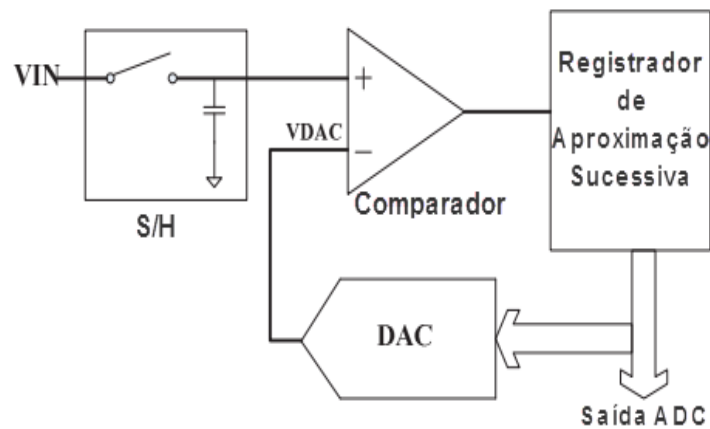 VIN
S/H
VDAC
+
−
Comparador
Registrador
de
Aproximação
Sucessiva
DAC
Saída ADC